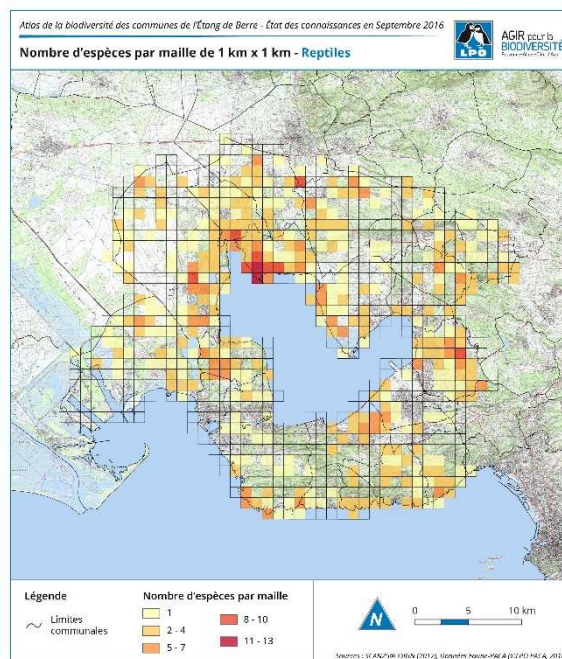 Atlas de la biodiversité des communes de l'Étang de Berre - État des connaissances en Septembre 2016
Nombre d'espèces par maille de 1 km x 1 km - Reptiles
LPO
AGIR pour la
BIODIVERSITÉ
Légende
Limites
communales
Nombre d'espèces par maille
1
2 - 4
5 - 7
8 - 10
11 - 13
N
0 5 10 km